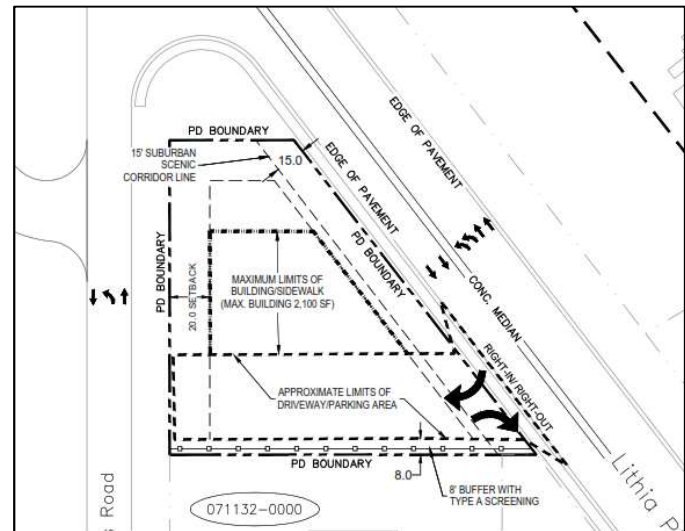 PD BOUNDARY
15' SUBURBAN
SCENIC
CORRIDOR LINE
15.0
EDGE OF PAVEMENT
EDGE OF PAVEMENT
PD BOUNDARY
PD BOUNDARY
20.0 SETBACK
MAXIMUM LIMITS OF
BUILDING/SIDEWALK
(MAX. BUILDING 2,100 SF)
CONC. MEDIAN
RIGHT-IN/RIGHT-OUT
APPROXIMATE LIMITS OF
DRIVEWAY/PARKING AREA
PD BOUNDARY
8.0
8' BUFFER WITH
TYPE A SCREENING
071132-0000
s Road
Lithia P